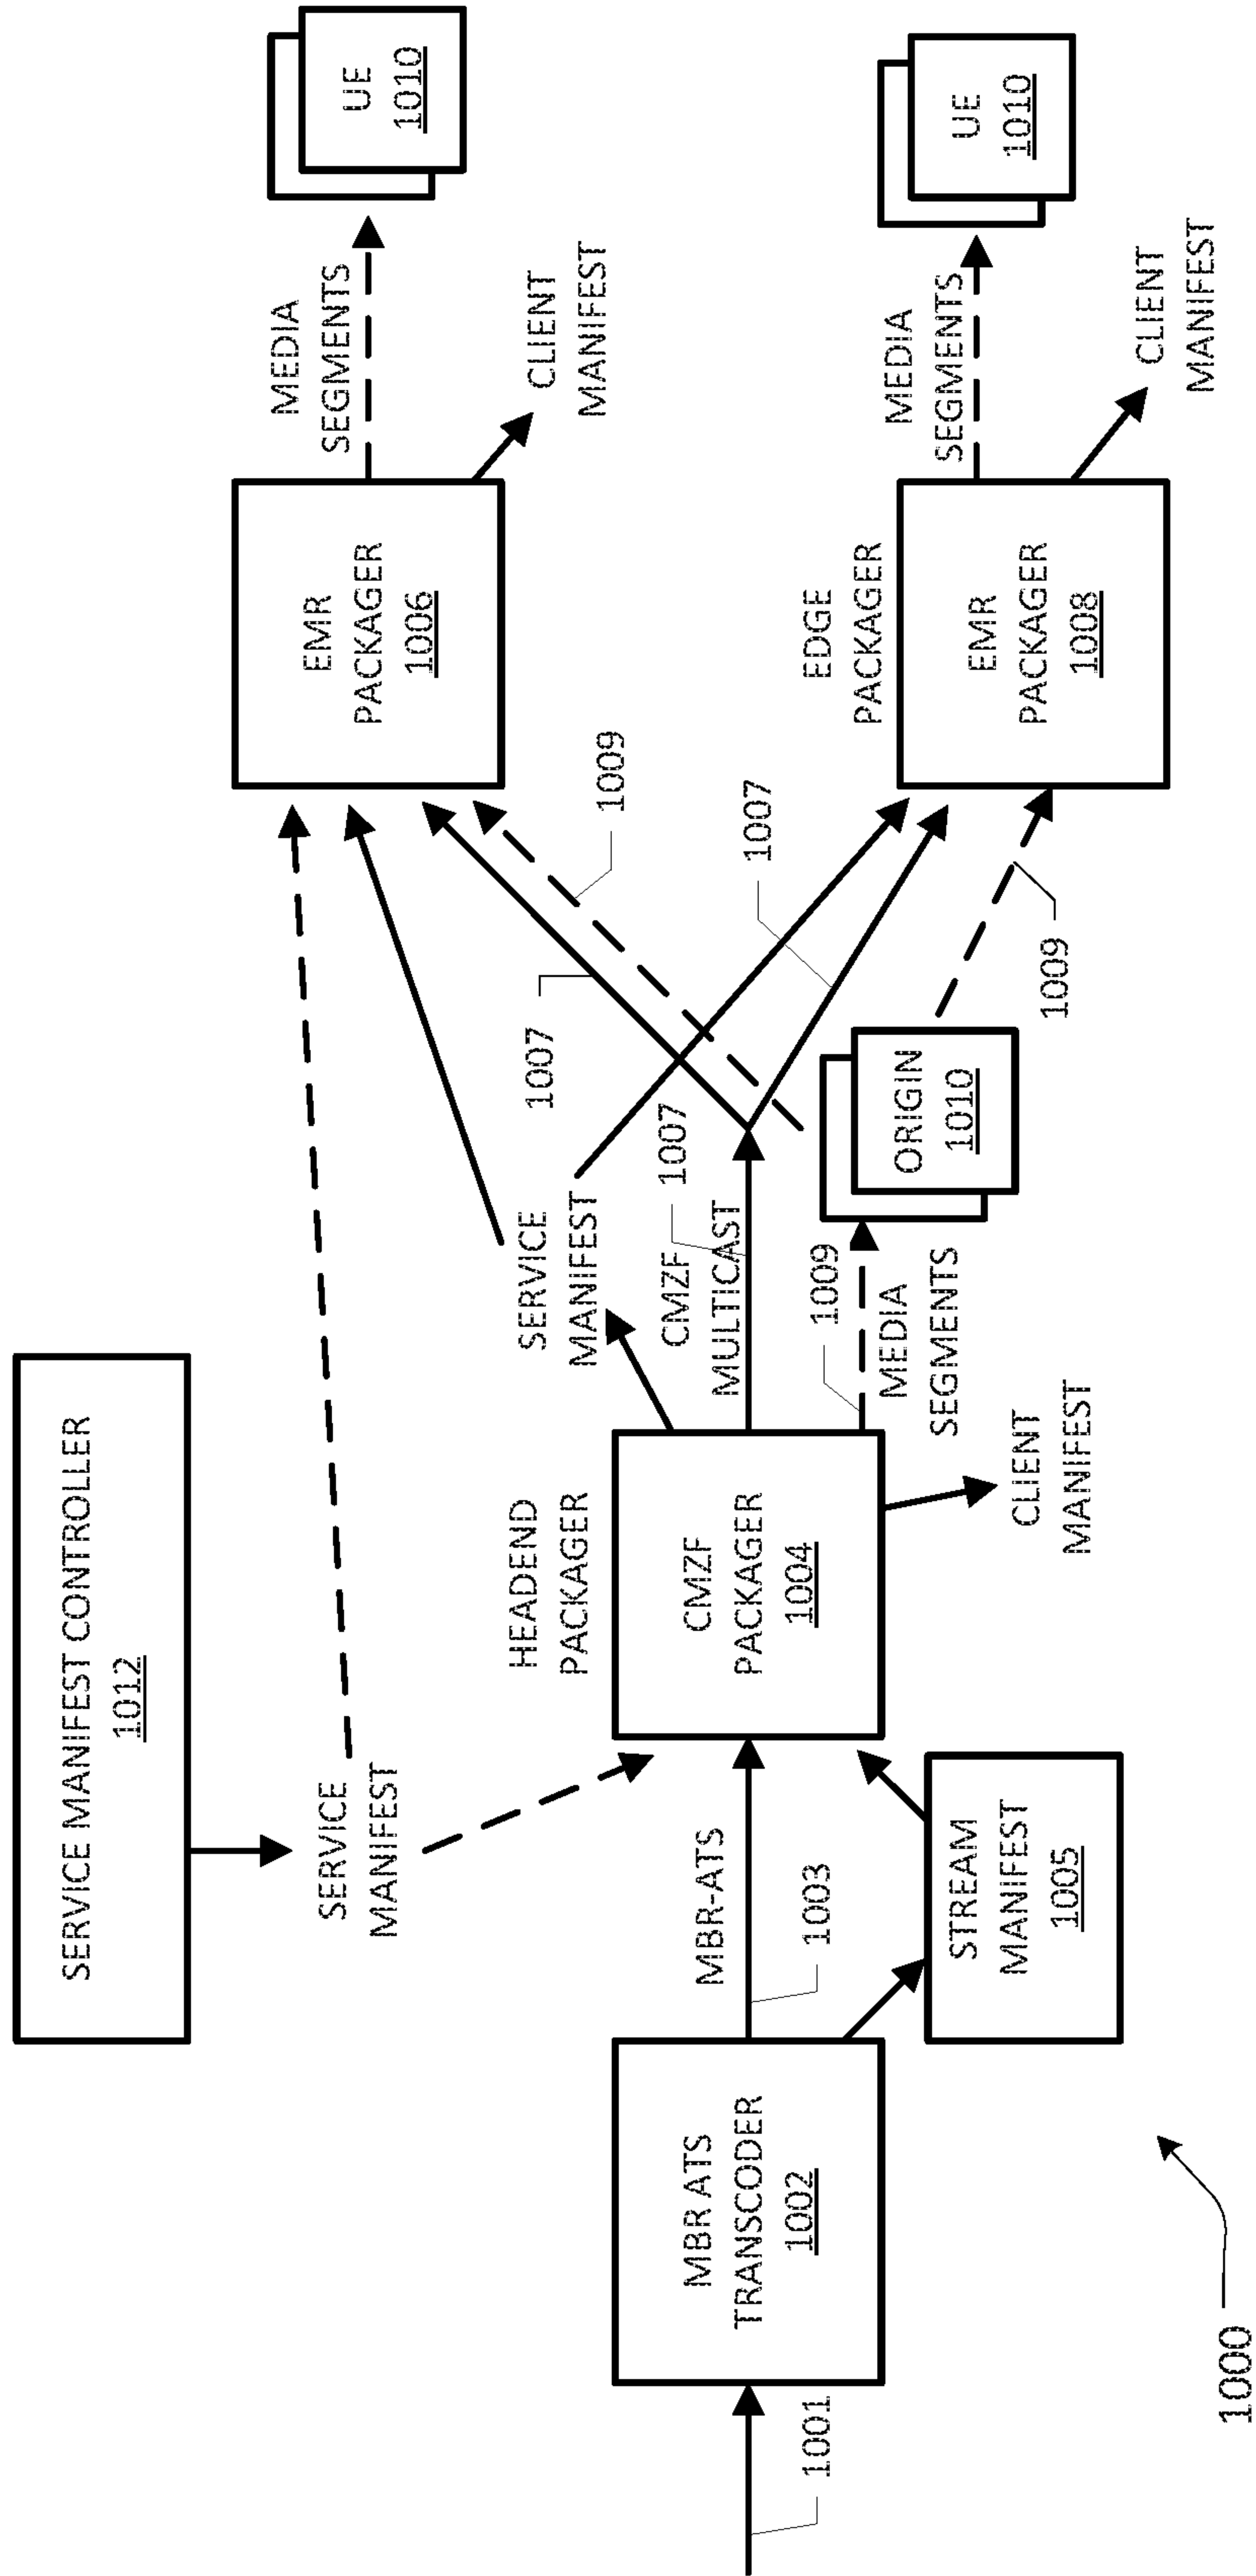 SERVICE MANIFEST CONTROLLER
1012
SERVICE
MANIFEST
UE
1010
MEDIA
SEGMENTS
CLIENT
MANIFEST
EMR
PACKAGER
1006
1009
1007
SERVICE
MANIFEST
HEADEND
PACKAGER
CMZF
PACKAGER
1004
CMZF
MULTICAST
1007
1007
1009
MEDIA
SEGMENTS
CLIENT
MANIFEST
ORIGIN
1010
1009
EDGE
PACKAGER
EMR
PACKAGER
1008
MEDIA
SEGMENTS
CLIENT
MANIFEST
UE
1010
MBR ATS
TRANSCODER
1002
MBR-ATS
1003
STREAM
MANIFEST
1005
1001
1000